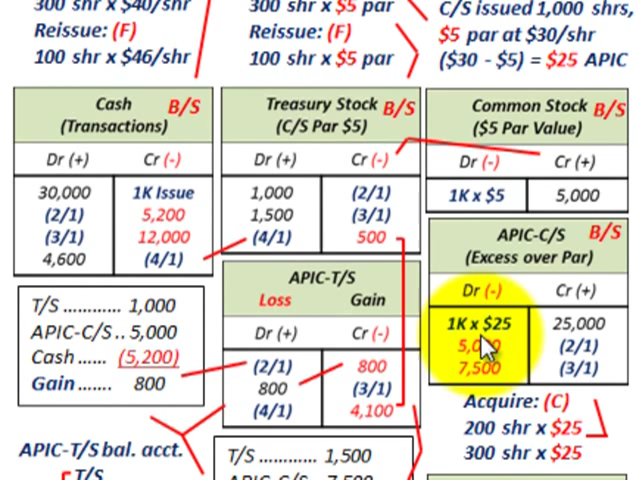 300 shr x $40/shr
Reissue: (F)
100 shr x $46/shr
300 shr x $5 par
Reissue: (F)
100 shr x $5 par
C/S issued 1,000 shrs,
$5 par at $30/shr
($30 - $5) = $25 APIC
Cash B/S
(Transactions)
Dr (+) Cr (-)
30,000 1K Issue
(2/1) 5,200
(3/1) 12,000
4,600 (4/1)
Treasury Stock B/S
(C/S Par $5)
Dr (+) Cr (-)
1,000 (2/1)
1,500 (3/1)
(4/1) 500
Common Stock B/S
($5 Par Value)
Dr (-) Cr (+)
1K x $5 5,000
APIC-C/S B/S
(Excess over Par)
Dr (-) Cr (+)
1K x $25 25,000
5,000 (2/1)
7,500 (3/1)
APIC-T/S
Loss Gain
Dr (+) Cr (-)
(2/1) 800
800 (3/1)
(4/1) 4,100
T/S ............ 1,000
APIC-C/S .. 5,000
Cash ...... (5,200)
Gain ....... 800
Acquire: (C)
200 shr x $25
300 shr x $25
APIC-T/S bal. acct.
T/S
T/S ............ 1,500